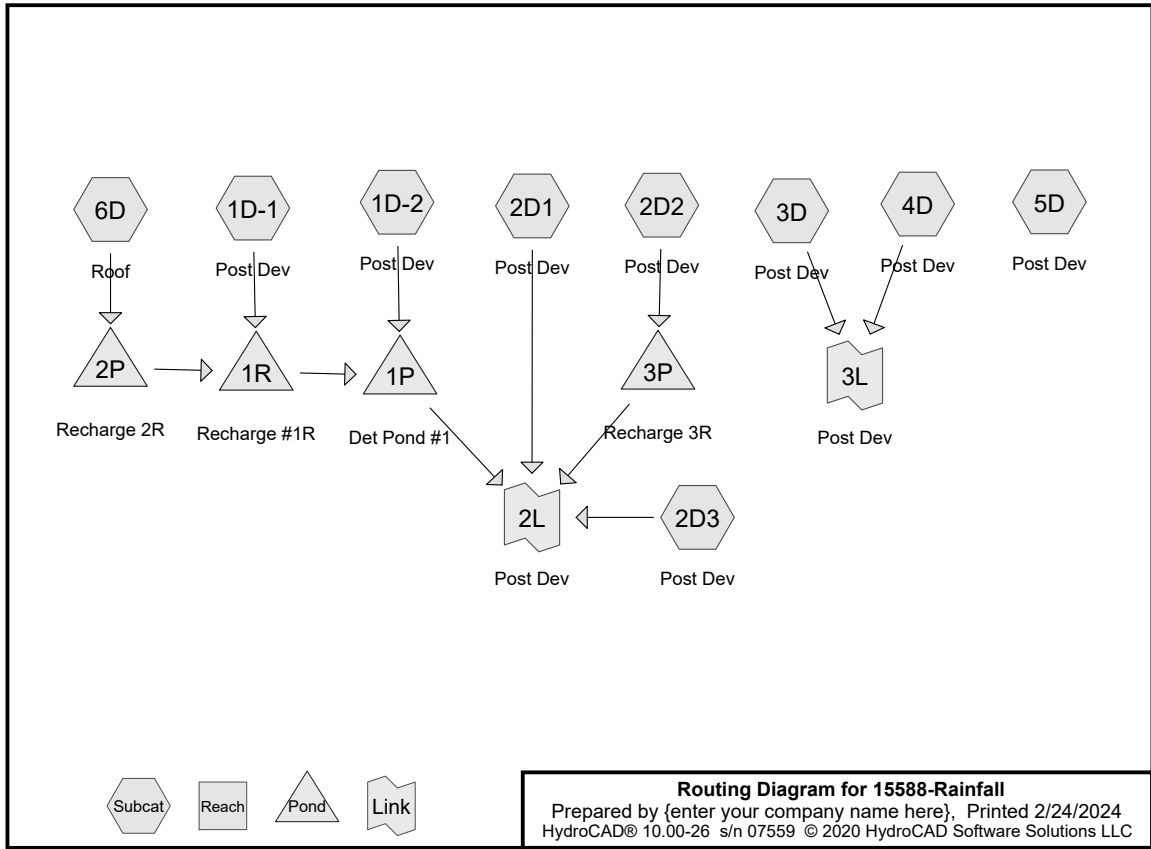 6D
1D-1
1D-2
2D1
2D2
3D
4D
5D
Roof
Post Dev
Post Dev
Post Dev
Post Dev
Post Dev
Post Dev
Post Dev
2P
1R
1P
3P
3L
Recharge 2R
Recharge #1R
Det Pond #1
Recharge 3R
Post Dev
2L
2D3
Post Dev
Post Dev
Subcat
Reach
Pond
Link
Routing Diagram for 15588-Rainfall
Prepared by {enter your company name here}, Printed 2/24/2024
HydroCAD® 10.00-26 s/n 07559 © 2020 HydroCAD Software Solutions LLC